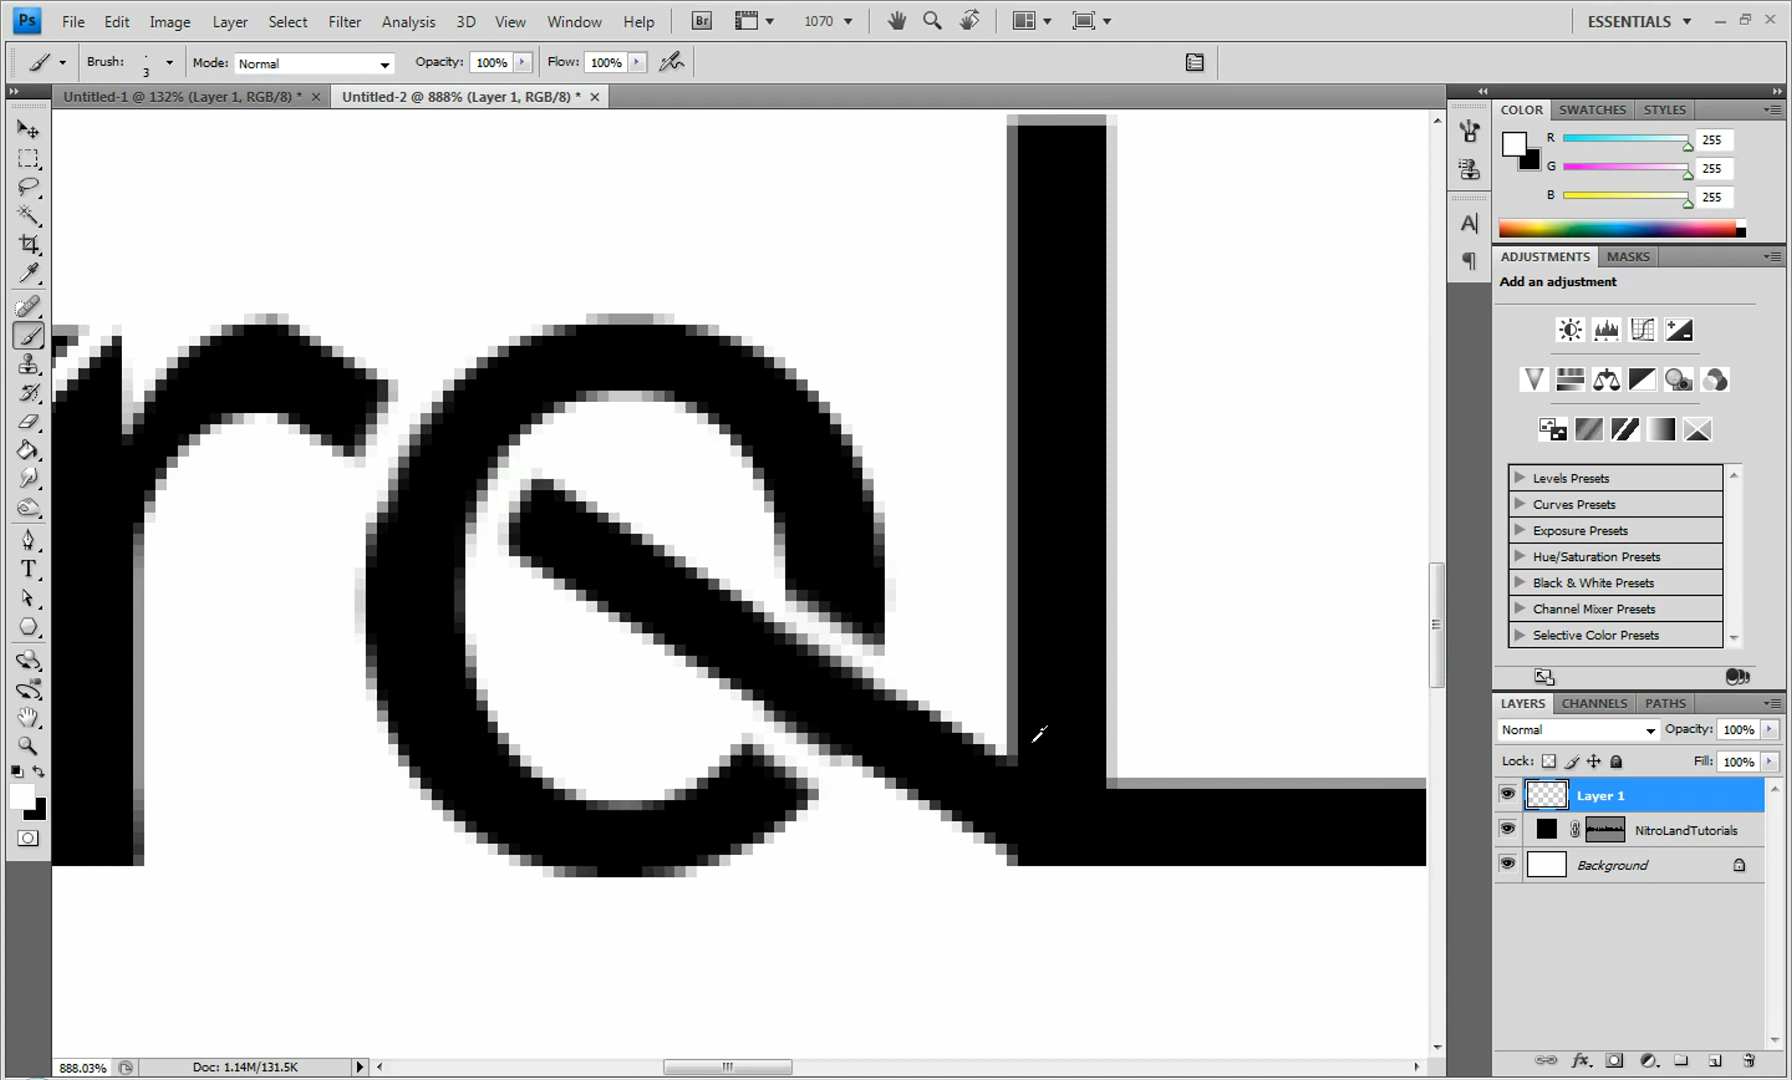 Ps File Edit Image Layer Select Filter Analysis 3D View Window Help Br 1070 ESSENTIALS
Brush: 3 Mode: Normal Opacity: 100% Flow: 100%
Untitled-1 @ 132% (Layer 1, RGB/8) * Untitled-2 @ 888% (Layer 1, RGB/8) *
COLOR SWATCHES STYLES
R 255
G 255
B 255
ADJUSTMENTS MASKS
Add an adjustment
Levels Presets
Curves Presets
Exposure Presets
Hue/Saturation Presets
Black & White Presets
Channel Mixer Presets
Selective Color Presets
LAYERS CHANNELS PATHS
Normal Opacity: 100%
Lock: Fill: 100%
Layer 1
NitroLandTutorials
Background
reL
888.03% Doc: 1.14M/131.5K